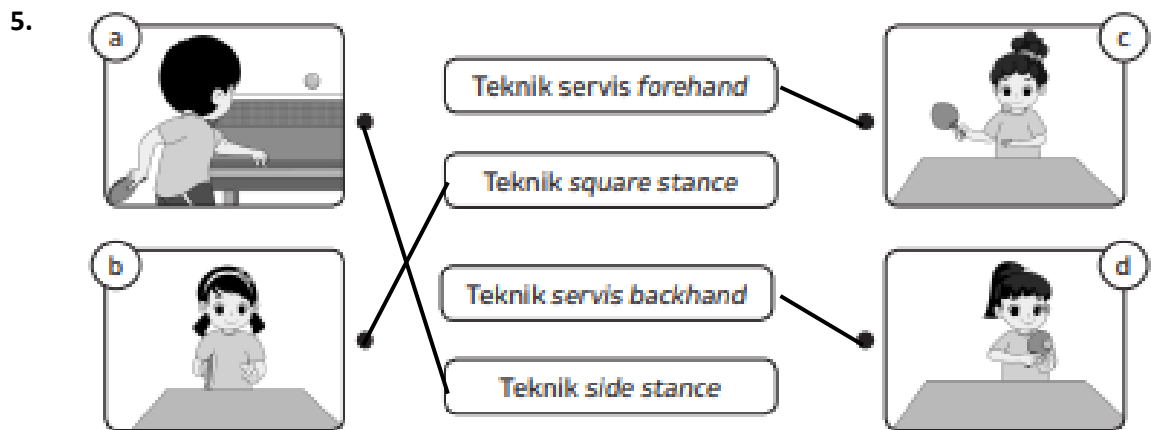 5.
a
c
Teknik servis forehand
Teknik square stance
b
d
Teknik servis backhand
Teknik side stance